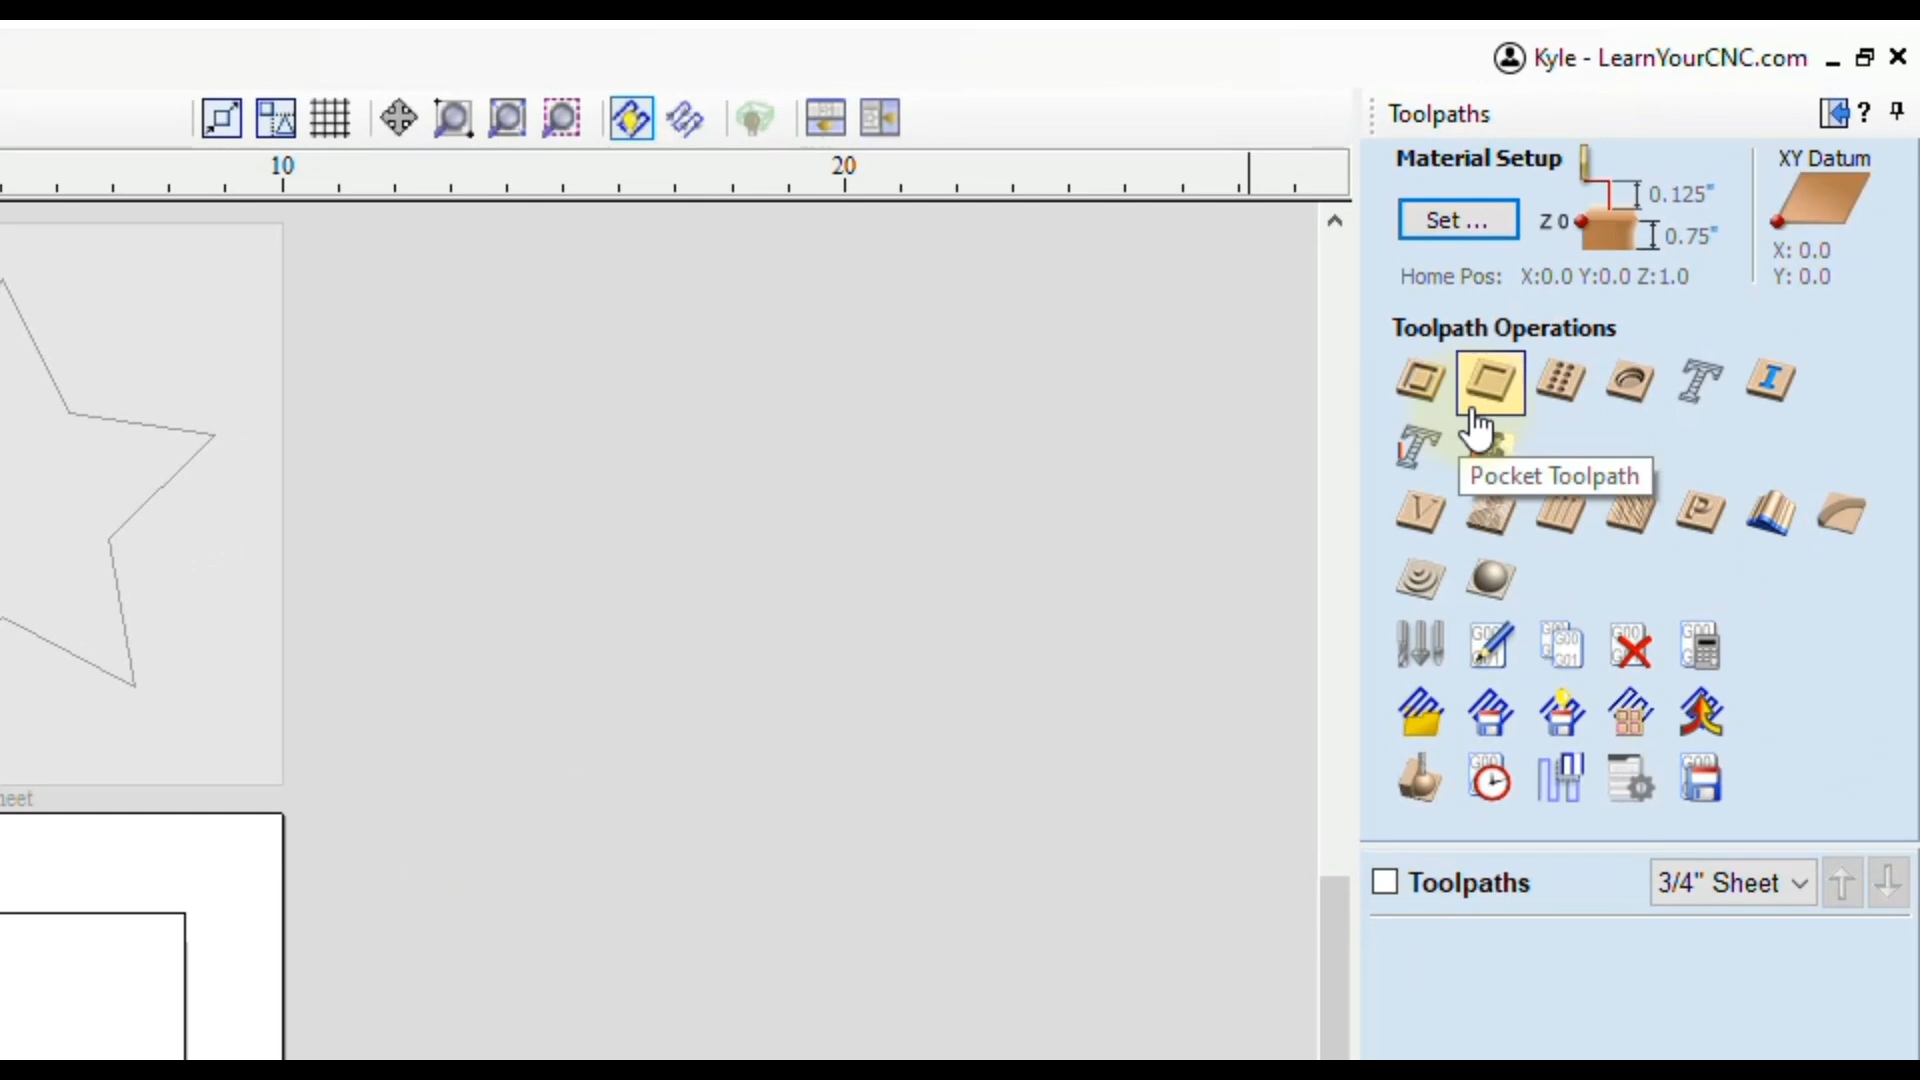 Kyle - LearnYourCNC.com
Toolpaths
?
10
20
Material Setup
XY Datum
0.125"
Set ...
Z 0
0.75"
X: 0.0
Home Pos: X:0.0 Y:0.0 Z:1.0
Y: 0.0
Toolpath Operations
Pocket Toolpath
heet
Toolpaths
3/4" Sheet